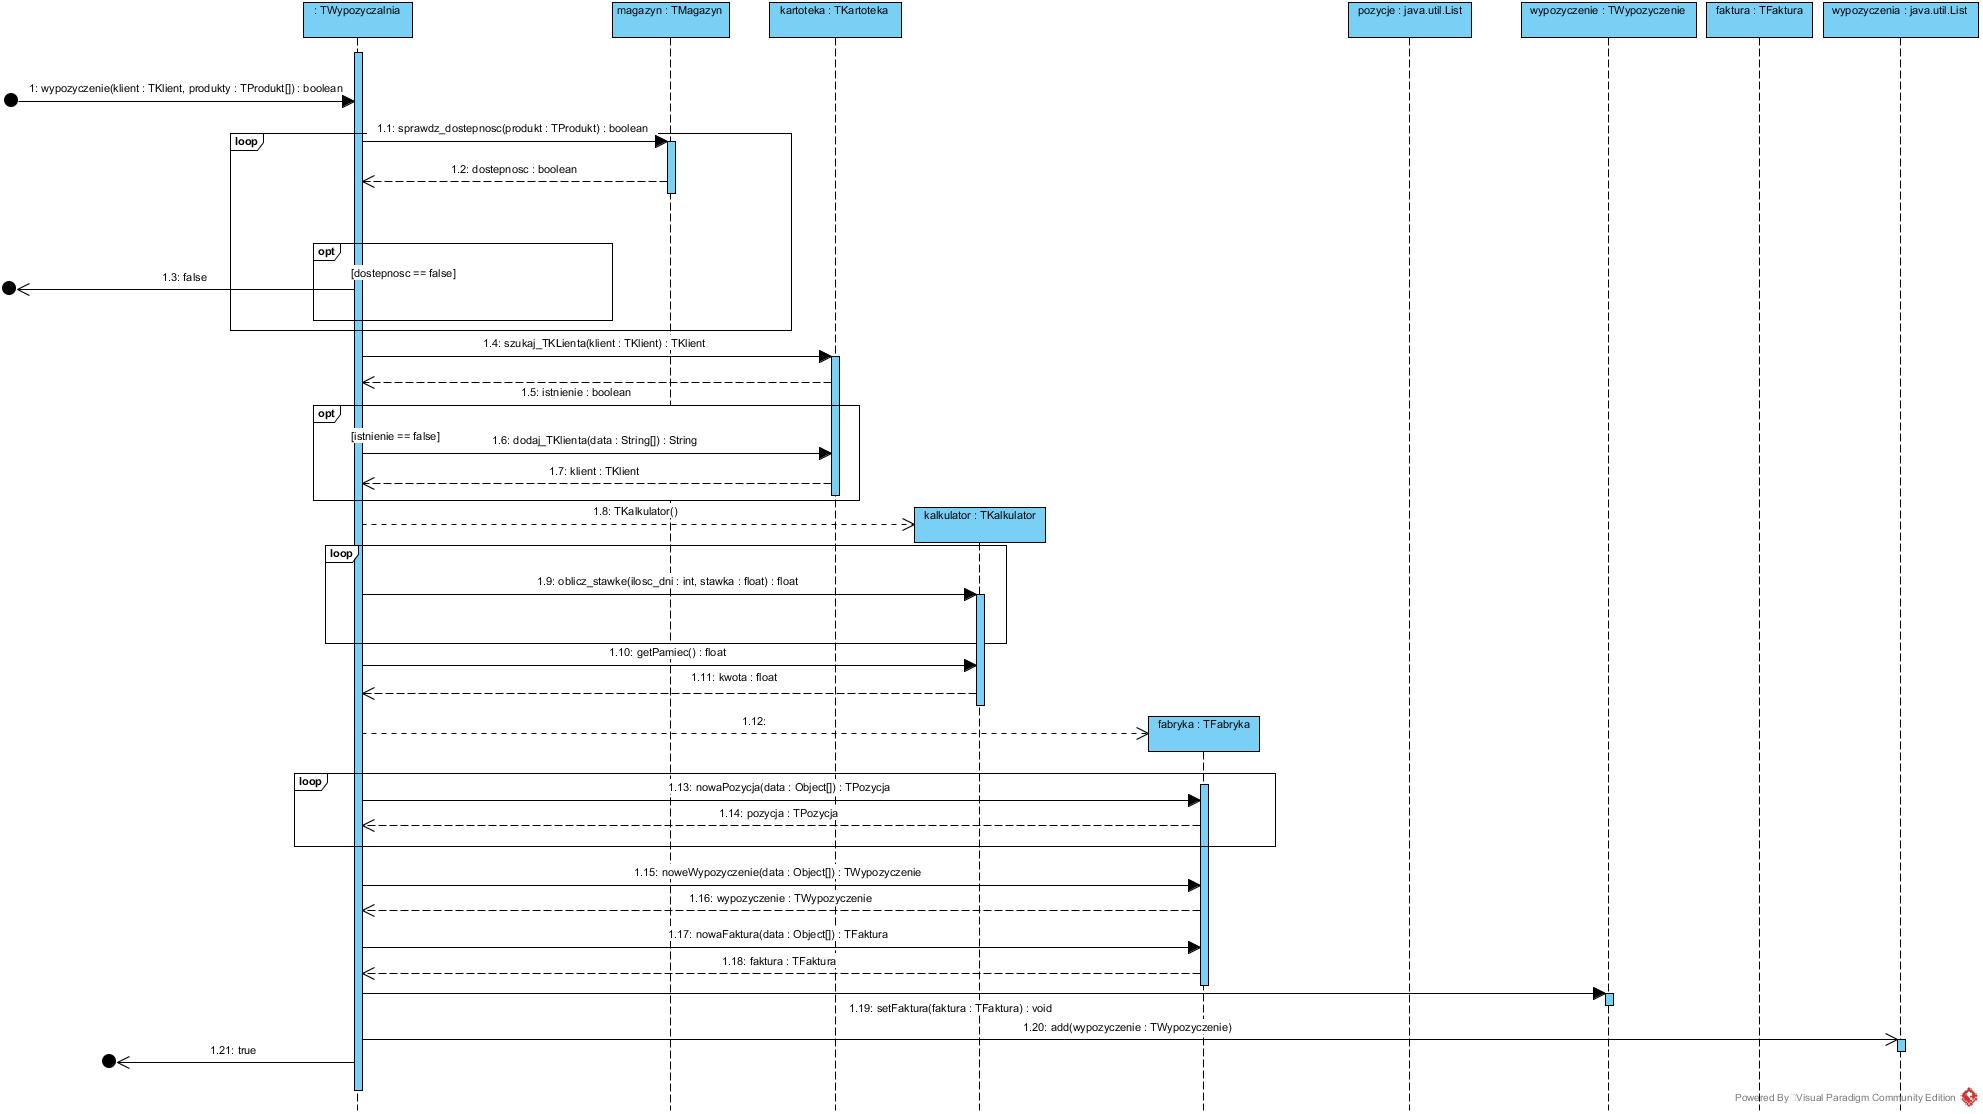 : TWypozyczalnia
magazyn : TMagazyn
kartoteka : TKartoteka
pozycje : java.util.List
wypozyczenie : TWypozyczenie
faktura : TFaktura
wypozyczenia : java.util.List
1: wypozyczenie(klient : TKlient, produkty : TProdukt[]) : boolean
1.1: sprawdz_dostepnosc(produkt : TProdukt) : boolean
loop
1.2: dostepnosc : boolean
opt
[dostepnosc == false]
1.3: false
1.4: szukaj_TKLienta(klient : TKlient) : TKlient
1.5: istnienie : boolean
opt
[istnienie == false]
1.6: dodaj_TKlienta(data : String[]) : String
1.7: klient : TKlient
1.8: TKalkulator()
kalkulator : TKalkulator
loop
1.9: oblicz_stawke(ilosc_dni : int, stawka : float) : float
1.10: getPamiec() : float
1.11: kwota : float
1.12:
fabryka : TFabryka
loop
1.13: nowaPozycja(data : Object[]) : TPozycja
1.14: pozycja : TPozycja
1.15: noweWypozyczenie(data : Object[]) : TWypozyczenie
1.16: wypozyczenie : TWypozyczenie
1.17: nowaFaktura(data : Object[]) : TFaktura
1.18: faktura : TFaktura
1.19: setFaktura(faktura : TFaktura) : void
1.20: add(wypozyczenie : TWypozyczenie)
1.21: true
Powered By Visual Paradigm Community Edition